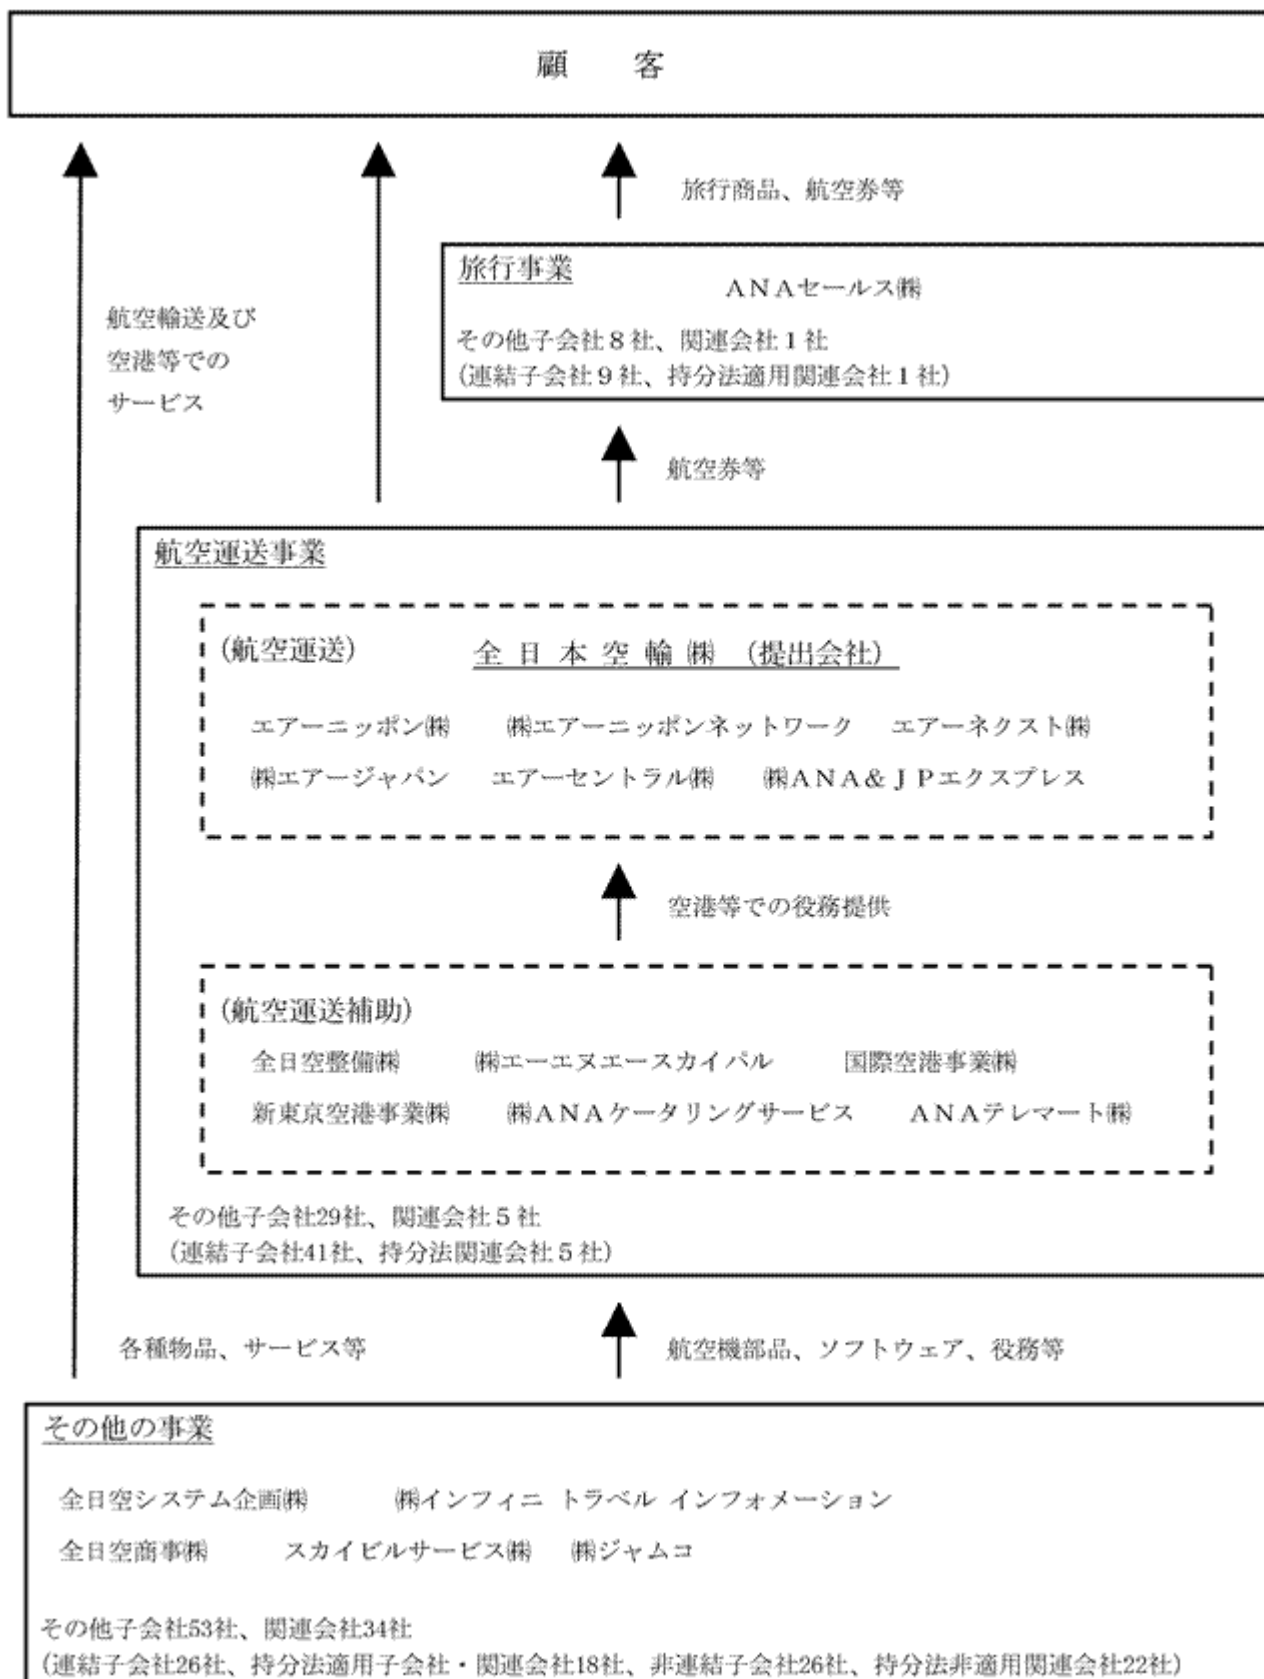 顧　客
旅行商品、航空券等
旅行事業
ＡＮＡセールス㈱
その他子会社８社、関連会社１社
(連結子会社９社、持分法適用関連会社１社)
航空輸送及び
空港等での
サービス
航空券等
航空運送事業
(航空運送)　全日本空輸㈱　(提出会社)
エアーニッポン㈱　㈱エアーニッポンネットワーク　エアーネクスト㈱
㈱エアージャパン　エアーセントラル㈱　㈱ＡＮＡ＆ＪＰエクスプレス
空港等での役務提供
(航空運送補助)
全日空整備㈱　㈱エーエヌエースカイパル　国際空港事業㈱
新東京空港事業㈱　㈱ＡＮＡケータリングサービス　ＡＮＡテレマート㈱
その他子会社29社、関連会社５社
(連結子会社41社、持分法関連会社５社)
各種物品、サービス等　航空機部品、ソフトウェア、役務等
その他の事業
全日空システム企画㈱　㈱インフィニ トラベル インフォメーション
全日空商事㈱　スカイビルサービス㈱　㈱ジャムコ
その他子会社53社、関連会社34社
(連結子会社26社、持分法適用子会社・関連会社18社、非連結子会社26社、持分法非適用関連会社22社)